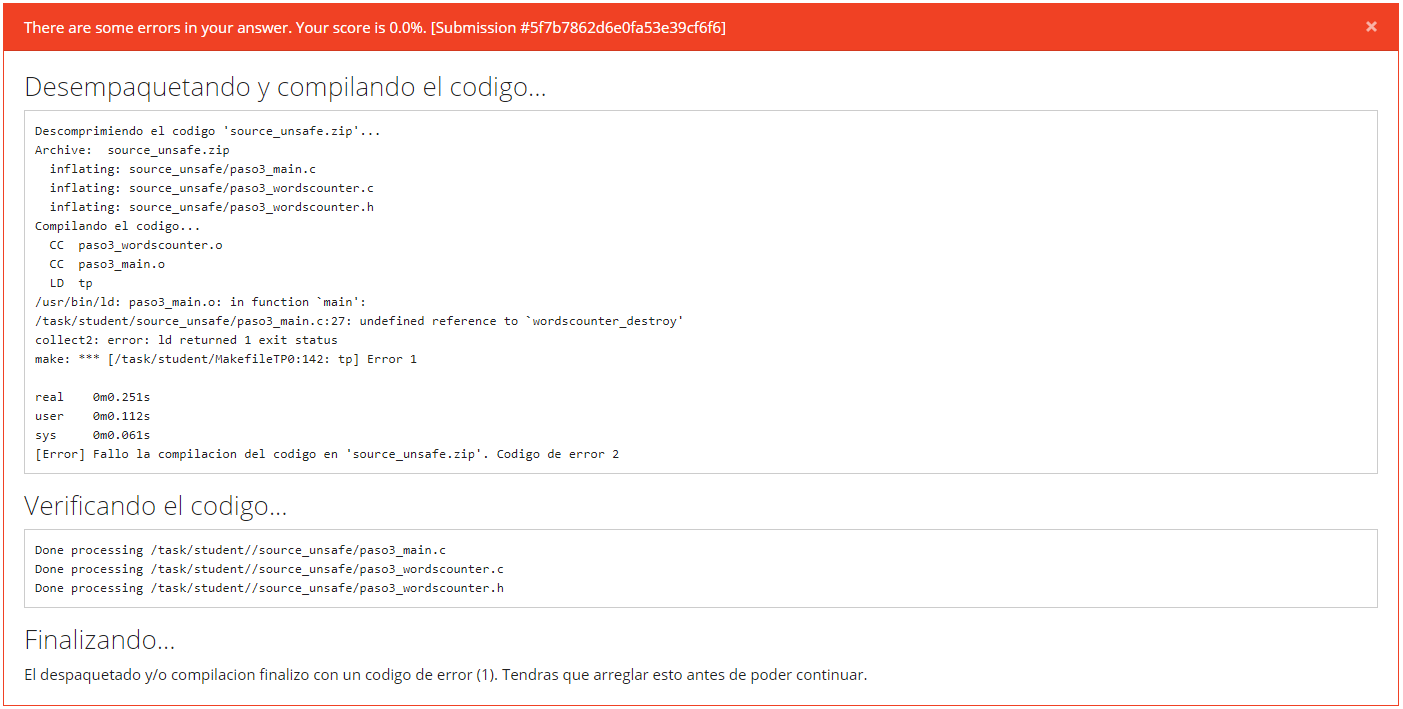 There are some errors in your answer. Your score is 0.0%. [Submission #5f7b7862d6e0fa53e39cf6f6]
×
Desempaquetando y compilando el codigo...
Descomprimiendo el codigo 'source_unsafe.zip'...
Archive:  source_unsafe.zip
  inflating: source_unsafe/paso3_main.c
  inflating: source_unsafe/paso3_wordscounter.c
  inflating: source_unsafe/paso3_wordscounter.h
Compilando el codigo...
  CC  paso3_wordscounter.o
  CC  paso3_main.o
  LD  tp
/usr/bin/ld: paso3_main.o: in function `main':
/task/student/source_unsafe/paso3_main.c:27: undefined reference to `wordscounter_destroy'
collect2: error: ld returned 1 exit status
make: *** [/task/student/MakefileTP0:142: tp] Error 1
real    0m0.251s
user    0m0.112s
sys     0m0.061s
[Error] Fallo la compilacion del codigo en 'source_unsafe.zip'. Codigo de error 2
Verificando el codigo...
Done processing /task/student//source_unsafe/paso3_main.c
Done processing /task/student//source_unsafe/paso3_wordscounter.c
Done processing /task/student//source_unsafe/paso3_wordscounter.h
Finalizando...
El despaquetado y/o compilacion finalizo con un codigo de error (1). Tendras que arreglar esto antes de poder continuar.